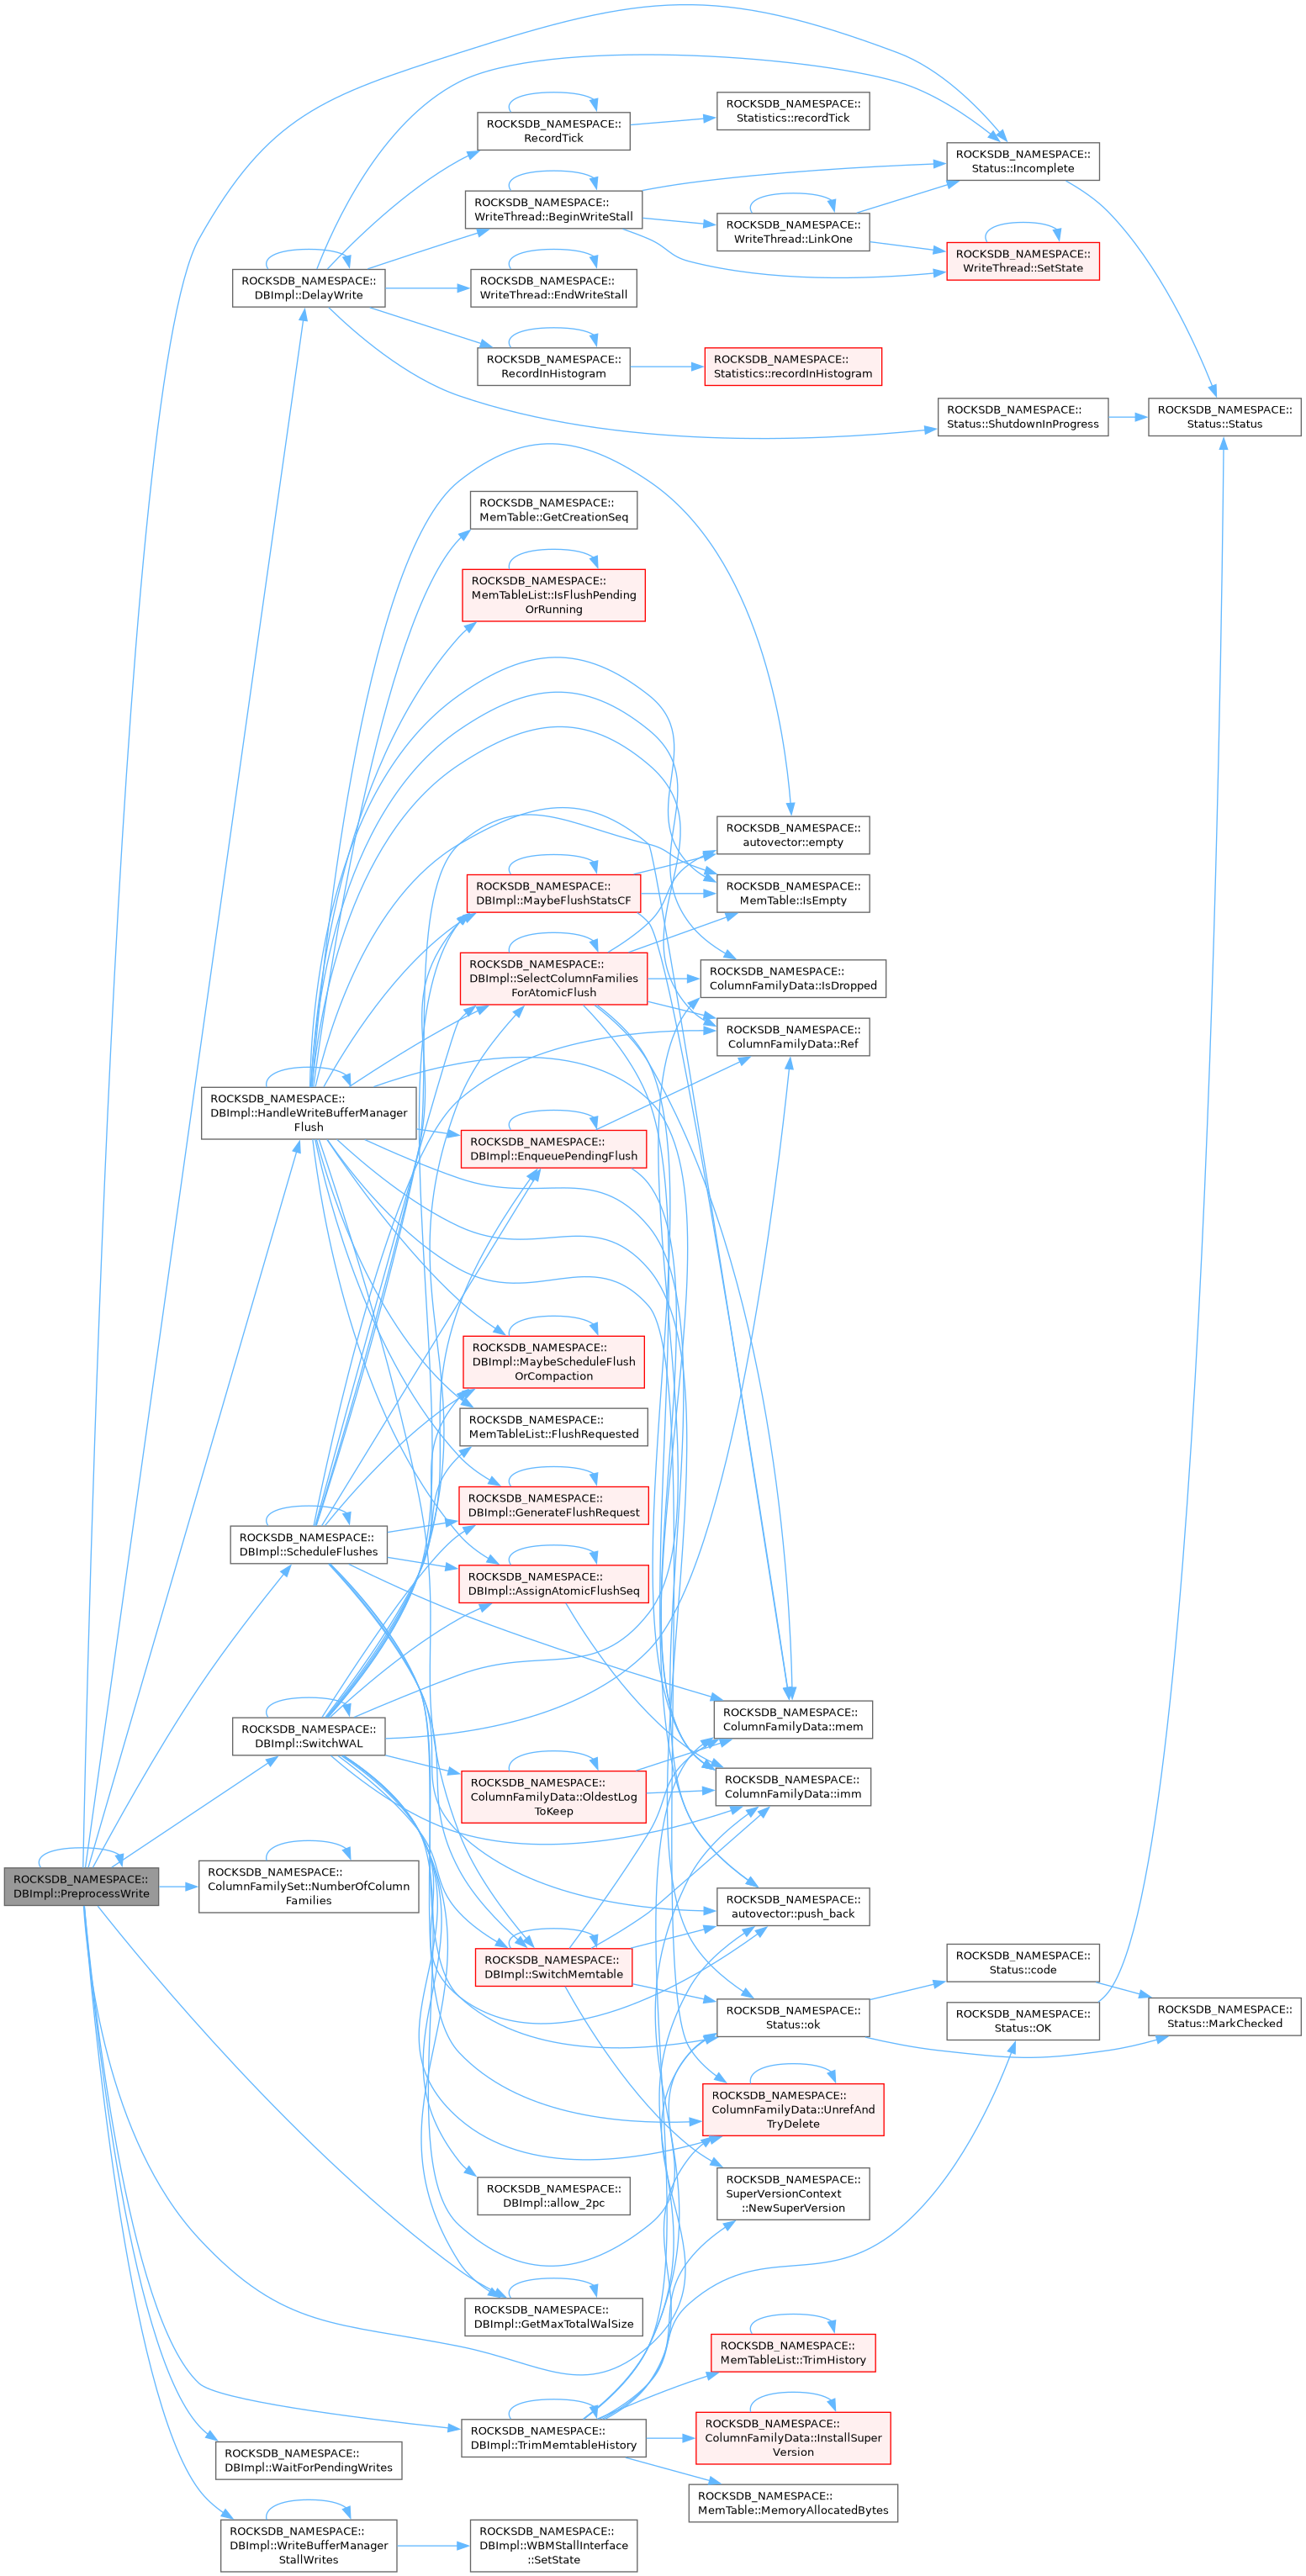 ROCKSDB_NAMESPACE::
DBImpl::PreprocessWrite
ROCKSDB_NAMESPACE::
DBImpl::DelayWrite
ROCKSDB_NAMESPACE::
DBImpl::HandleWriteBufferManager
Flush
ROCKSDB_NAMESPACE::
DBImpl::ScheduleFlushes
ROCKSDB_NAMESPACE::
DBImpl::SwitchWAL
ROCKSDB_NAMESPACE::
ColumnFamilySet::NumberOfColumn
Families
ROCKSDB_NAMESPACE::
DBImpl::WaitForPendingWrites
ROCKSDB_NAMESPACE::
DBImpl::WriteBufferManager
StallWrites
ROCKSDB_NAMESPACE::
RecordTick
ROCKSDB_NAMESPACE::
WriteThread::BeginWriteStall
ROCKSDB_NAMESPACE::
WriteThread::EndWriteStall
ROCKSDB_NAMESPACE::
RecordInHistogram
ROCKSDB_NAMESPACE::
MemTable::GetCreationSeq
ROCKSDB_NAMESPACE::
MemTableList::IsFlushPending
OrRunning
ROCKSDB_NAMESPACE::
DBImpl::MaybeFlushStatsCF
ROCKSDB_NAMESPACE::
DBImpl::SelectColumnFamilies
ForAtomicFlush
ROCKSDB_NAMESPACE::
DBImpl::EnqueuePendingFlush
ROCKSDB_NAMESPACE::
DBImpl::MaybeScheduleFlush
OrCompaction
ROCKSDB_NAMESPACE::
MemTableList::FlushRequested
ROCKSDB_NAMESPACE::
DBImpl::GenerateFlushRequest
ROCKSDB_NAMESPACE::
DBImpl::AssignAtomicFlushSeq
ROCKSDB_NAMESPACE::
ColumnFamilyData::OldestLog
ToKeep
ROCKSDB_NAMESPACE::
DBImpl::SwitchMemtable
ROCKSDB_NAMESPACE::
DBImpl::allow_2pc
ROCKSDB_NAMESPACE::
DBImpl::GetMaxTotalWalSize
ROCKSDB_NAMESPACE::
DBImpl::TrimMemtableHistory
ROCKSDB_NAMESPACE::
DBImpl::WBMStallInterface
::SetState
ROCKSDB_NAMESPACE::
Statistics::recordTick
ROCKSDB_NAMESPACE::
WriteThread::LinkOne
ROCKSDB_NAMESPACE::
Statistics::recordInHistogram
ROCKSDB_NAMESPACE::
autovector::empty
ROCKSDB_NAMESPACE::
MemTable::IsEmpty
ROCKSDB_NAMESPACE::
ColumnFamilyData::IsDropped
ROCKSDB_NAMESPACE::
ColumnFamilyData::Ref
ROCKSDB_NAMESPACE::
ColumnFamilyData::mem
ROCKSDB_NAMESPACE::
ColumnFamilyData::imm
ROCKSDB_NAMESPACE::
autovector::push_back
ROCKSDB_NAMESPACE::
Status::ok
ROCKSDB_NAMESPACE::
ColumnFamilyData::UnrefAnd
TryDelete
ROCKSDB_NAMESPACE::
SuperVersionContext
::NewSuperVersion
ROCKSDB_NAMESPACE::
MemTableList::TrimHistory
ROCKSDB_NAMESPACE::
ColumnFamilyData::InstallSuper
Version
ROCKSDB_NAMESPACE::
MemTable::MemoryAllocatedBytes
ROCKSDB_NAMESPACE::
Status::Incomplete
ROCKSDB_NAMESPACE::
WriteThread::SetState
ROCKSDB_NAMESPACE::
Status::ShutdownInProgress
ROCKSDB_NAMESPACE::
Status::code
ROCKSDB_NAMESPACE::
Status::OK
ROCKSDB_NAMESPACE::
Status::Status
ROCKSDB_NAMESPACE::
Status::MarkChecked